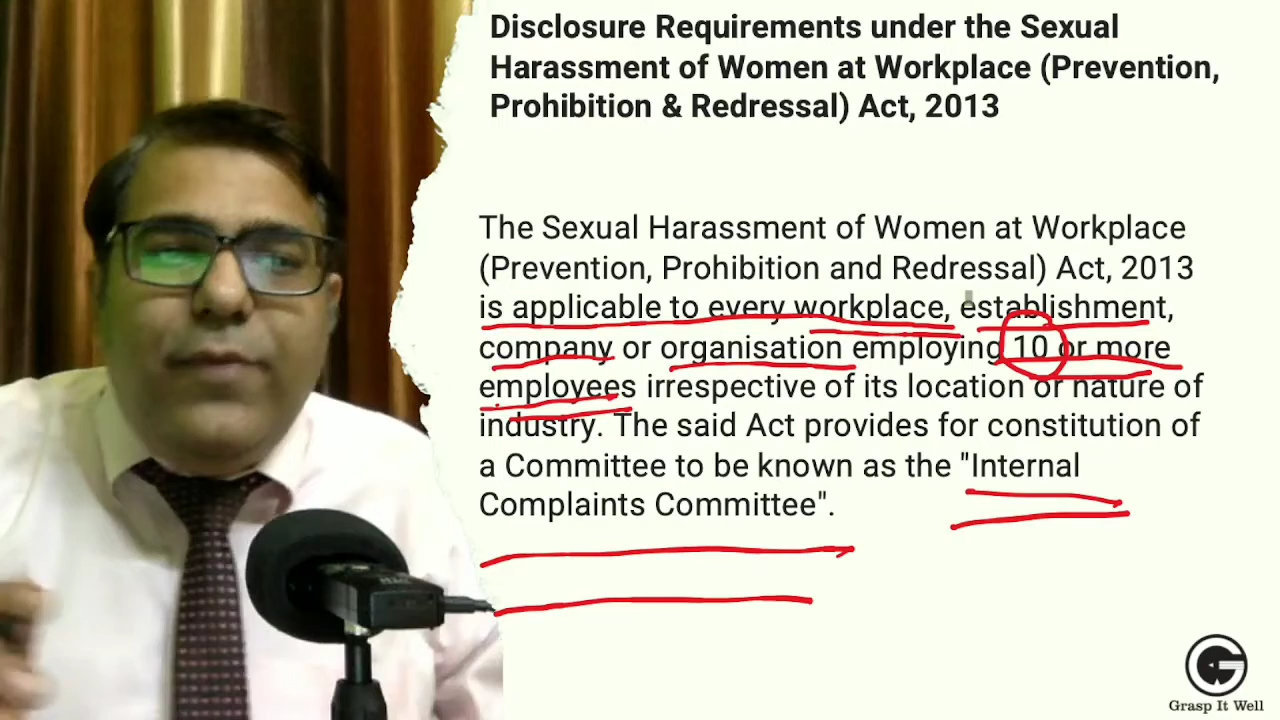 Disclosure Requirements under the Sexual
Harassment of Women at Workplace (Prevention,
Prohibition & Redressal) Act, 2013
The Sexual Harassment of Women at Workplace
(Prevention, Prohibition and Redressal) Act, 2013
is applicable to every workplace, establishment,
company or organisation employing 10 or more
employees irrespective of its location or nature of
industry. The said Act provides for constitution of
a Committee to be known as the "Internal
Complaints Committee".
Grasp It Well